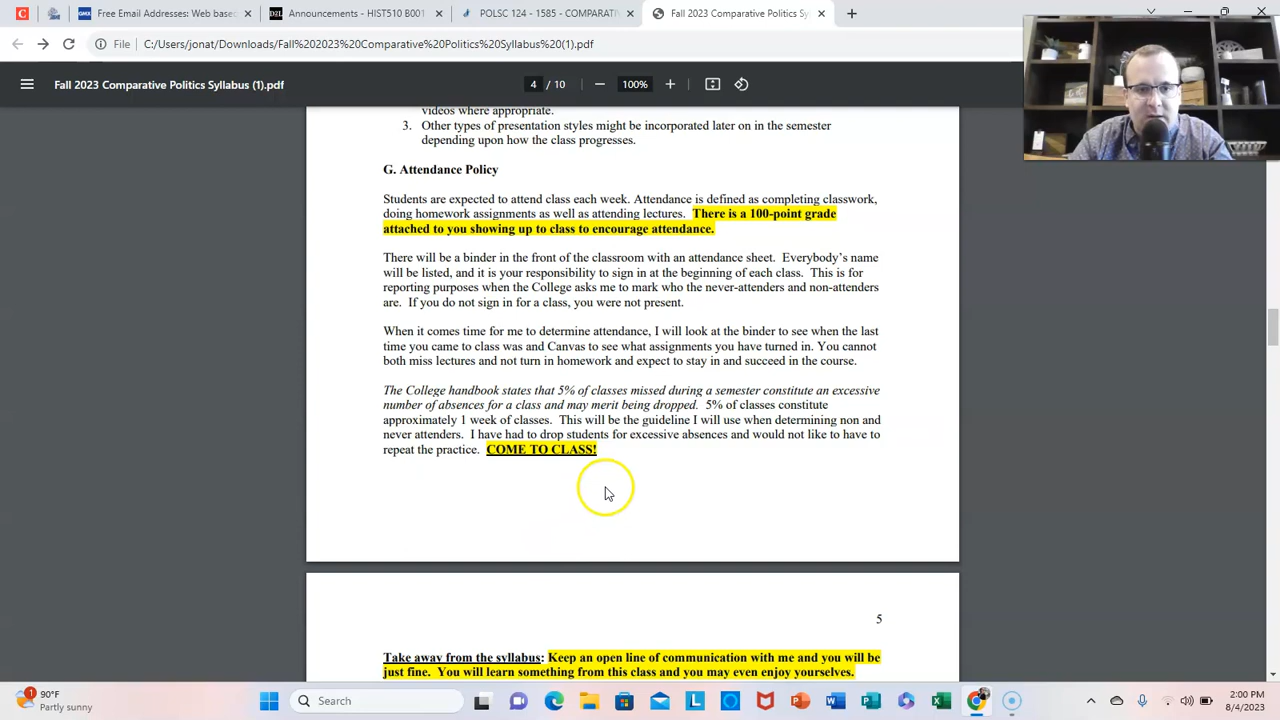 Free Email Addresses: Web based
Announcements - HIST510 B001
POLSC 124 - 1585 - COMPARATI
Fall 2023 Comparative Politics Sy
File
C:/Users/jonat/Downloads/Fall%202023%20Comparative%20Politics%20Syllabus%20(1).pdf
Fall 2023 Comparative Politics Syllabus (1).pdf
4 / 10
100%
videos where appropriate.
3. Other types of presentation styles might be incorporated later on in the semester
depending upon how the class progresses.
G. Attendance Policy
Students are expected to attend class each week. Attendance is defined as completing classwork,
doing homework assignments as well as attending lectures. There is a 100-point grade
attached to you showing up to class to encourage attendance.
There will be a binder in the front of the classroom with an attendance sheet. Everybody's name
will be listed, and it is your responsibility to sign in at the beginning of each class. This is for
reporting purposes when the College asks me to mark who the never-attenders and non-attenders
are. If you do not sign in for a class, you were not present.
When it comes time for me to determine attendance, I will look at the binder to see when the last
time you came to class was and Canvas to see what assignments you have turned in. You cannot
both miss lectures and not turn in homework and expect to stay in and succeed in the course.
The College handbook states that 5% of classes missed during a semester constitute an excessive
number of absences for a class and may merit being dropped. 5% of classes constitute
approximately 1 week of classes. This will be the guideline I will use when determining non and
never attenders. I have had to drop students for excessive absences and would not like to have to
repeat the practice. COME TO CLASS!
5
Take away from the syllabus: Keep an open line of communication with me and you will be
just fine. You will learn something from this class and you may even enjoy yourselves.
1
90°F
Partly sunny
Search
2:00 PM
8/4/2023